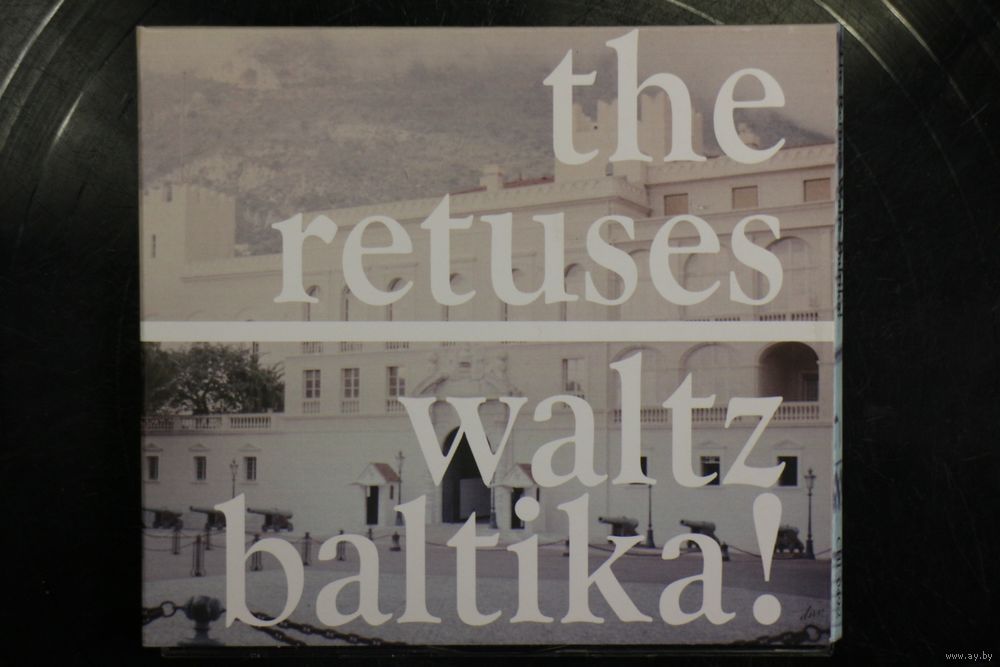 the
retuses
waltz
baltika!
www.ay.by